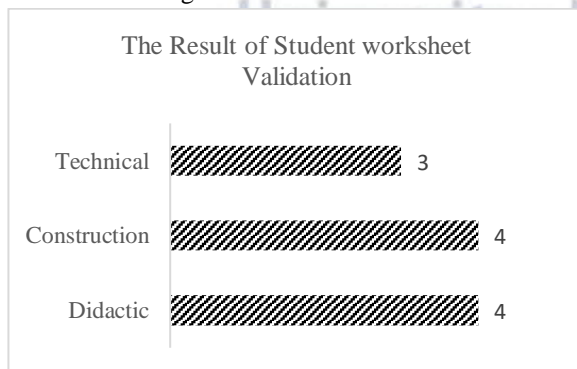 The Result of Student worksheet
Validation
Technical 3
Construction 4
Didactic 4